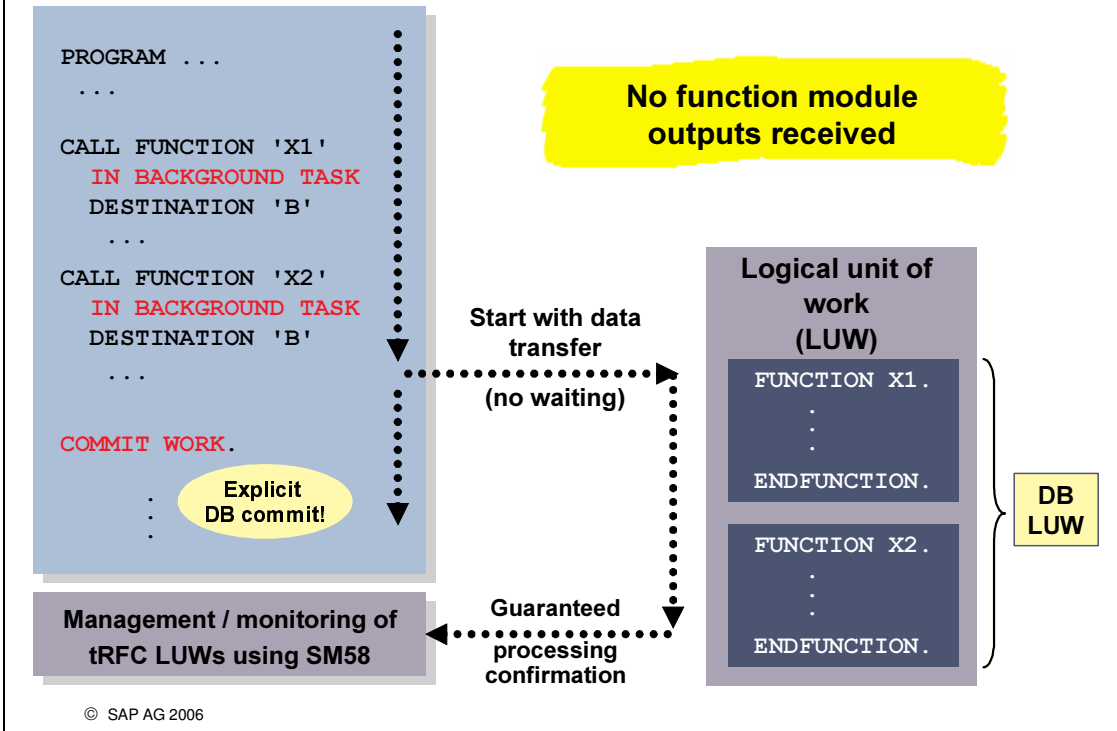 PROGRAM ...
...
CALL FUNCTION 'X1'
IN BACKGROUND TASK
DESTINATION 'B'
...
CALL FUNCTION 'X2'
IN BACKGROUND TASK
DESTINATION 'B'
...
COMMIT WORK.
.
.
.
Explicit
DB commit!
Management / monitoring of
tRFC LUWs using SM58
No function module
outputs received
Start with data
transfer
(no waiting)
Guaranteed
processing
confirmation
Logical unit of
work
(LUW)
FUNCTION X1.
.
.
.
ENDFUNCTION.
FUNCTION X2.
.
.
.
ENDFUNCTION.
DB
LUW
© SAP AG 2006